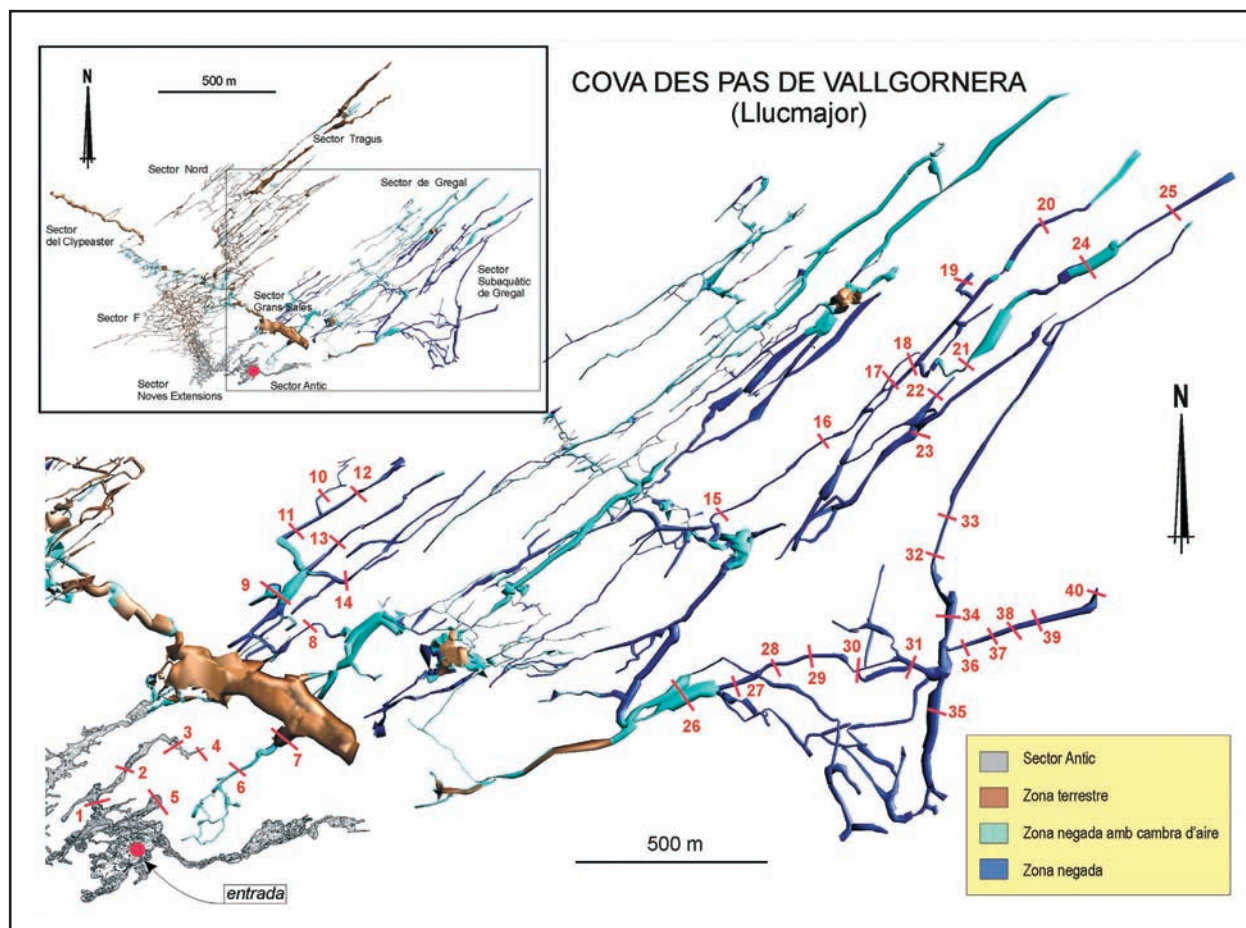 COVA DES PAS DE VALLGORNERA
(Llucmajor)
N
500 m
Sector Tragus
Sector Nord
Sector de Gregal
Sector
del Clypeaster
Sector
Subaquàtic
de Gregal
Sector
Grans Sales
Sector F
Sector
Noves Extensions
Sector Antic
N
25
20
24
19
18
21
17
22
16
23
10
12
15
11
33
13
32
9
14
40
8
34
38
39
28
30
31
36
37
29
27
35
26
3
4
7
2
6
5
1
entrada
500 m
Sector Antic
Zona terrestre
Zona negada amb cambra d'aire
Zona negada